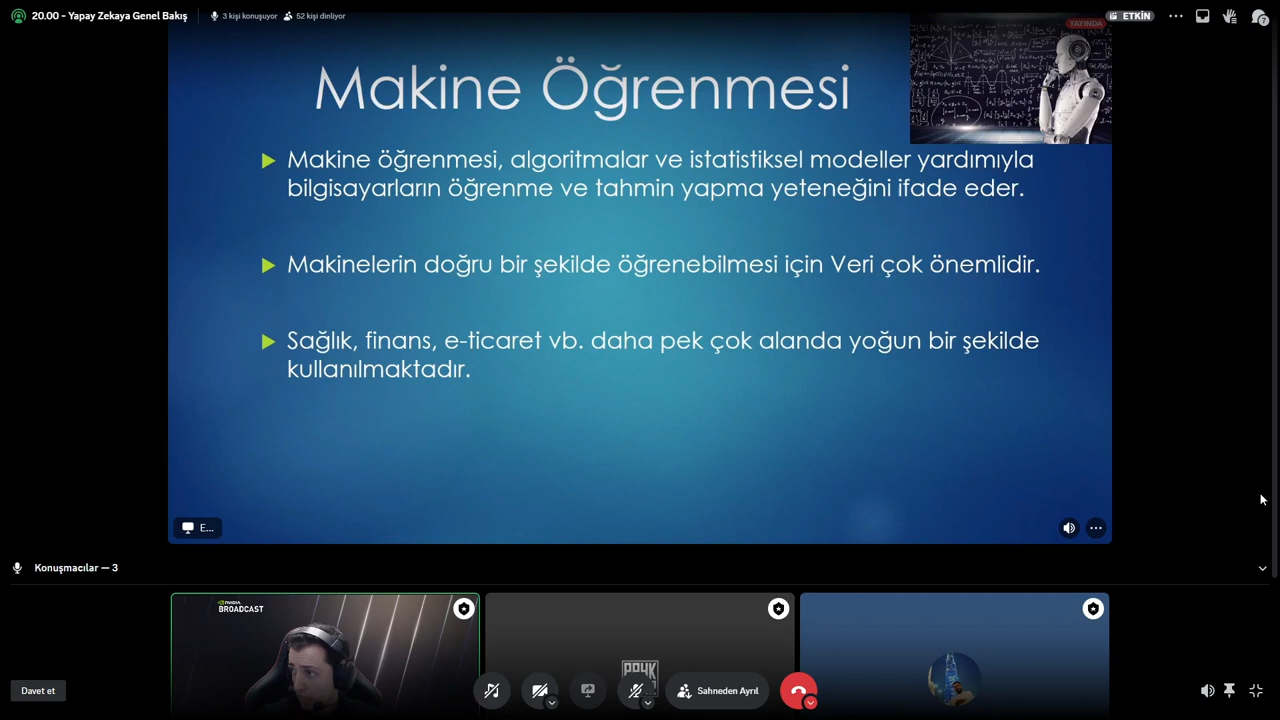 20.00 - Yapay Zekaya Genel Bakış
3 kişi konuşuyor
52 kişi dinliyor
YAYINDA
ETKİN
7
Makine Öğrenmesi
Makine öğrenmesi, algoritmalar ve istatistiksel modeller yardımıyla
bilgisayarların öğrenme ve tahmin yapma yeteneğini ifade eder.
Makinelerin doğru bir şekilde öğrenebilmesi için Veri çok önemlidir.
Sağlık, finans, e-ticaret vb. daha pek çok alanda yoğun bir şekilde
kullanılmaktadır.
E...
Konuşmacılar — 3
NVIDIA
BROADCAST
Davet et
Sahneden Ayrıl